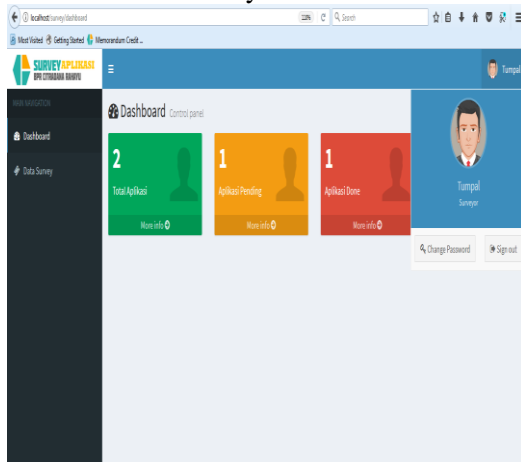 localhost/survey/dashboard
Search
Most Visited Getting Started Memorandum Credit ...
SURVEY APLIKASI
BPR CITRADANA RAHAYU
Tumpal
MAIN NAVIGATION
Dashboard
Data Survey
Dashboard Control panel
2
Total Aplikasi
More info
1
Aplikasi Pending
More info
1
Aplikasi Done
More info
Tumpal
Surveyor
Change Password
Sign out